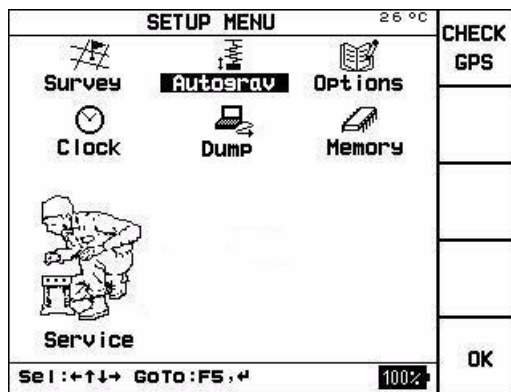 SETUP MENU
26 °C
CHECK
GPS
Survey
Autograv
Options
Clock
Dump
Memory
Service
OK
Sel:←↑↓→ GoTo:F5,↵
100%